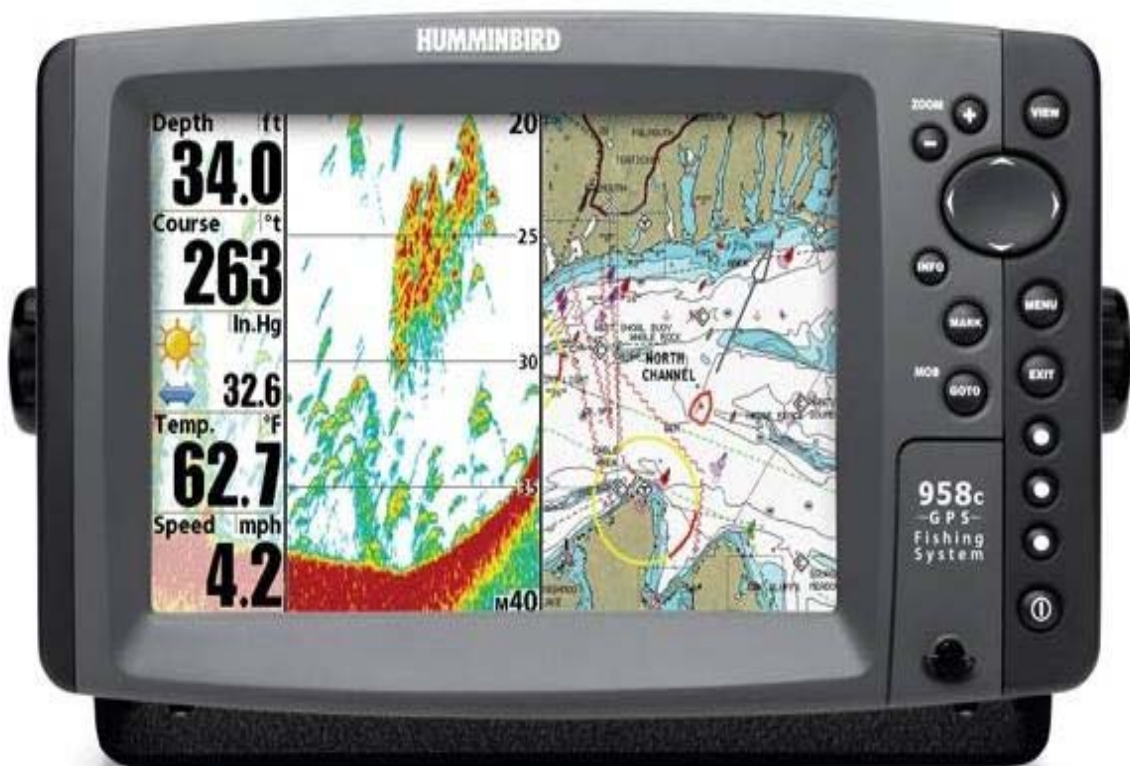 HUMMINBIRD
Depth ft
34.0
Course °t
263
In.Hg
32.6
Temp. °F
62.7
Speed mph
4.2
20
25
30
35
M40
FALMOUTH
NORTH
CHANNEL
ZOOM
+
-
VIEW
INFO
MARK
MENU
MOB
GOTO
EXIT
958c
-GPS-
Fishing
System